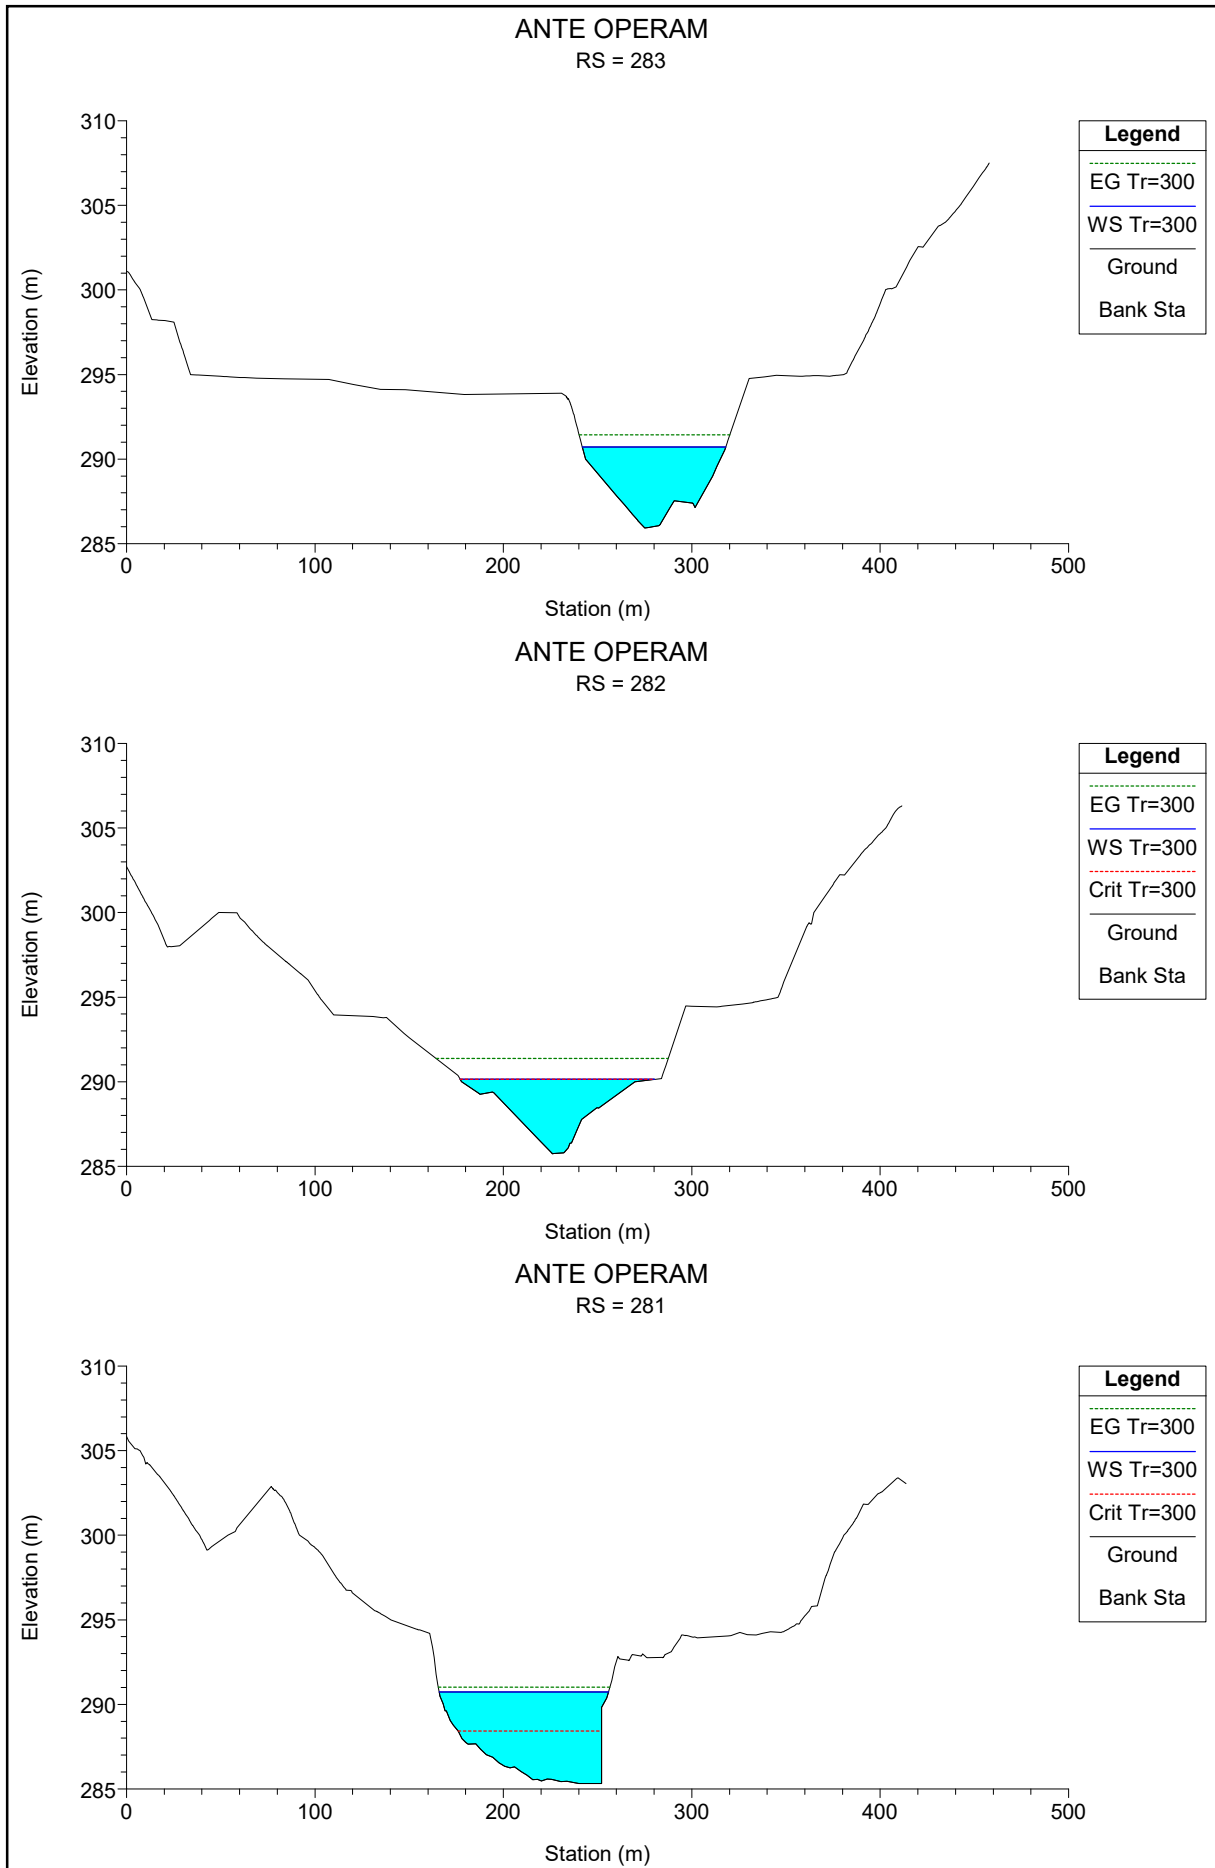 ANTE OPERAM
RS = 283
310
305
300
295
290
285
Elevation (m)
0 100 200 300 400 500
Station (m)
Legend
EG Tr=300
WS Tr=300
Ground
Bank Sta
ANTE OPERAM
RS = 282
310
305
300
295
290
285
Elevation (m)
0 100 200 300 400 500
Station (m)
Legend
EG Tr=300
WS Tr=300
Crit Tr=300
Ground
Bank Sta
ANTE OPERAM
RS = 281
310
305
300
295
290
285
Elevation (m)
0 100 200 300 400 500
Station (m)
Legend
EG Tr=300
WS Tr=300
Crit Tr=300
Ground
Bank Sta